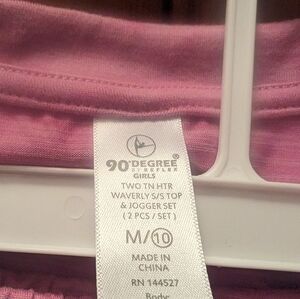 90°DEGREE®
BY REFLEX
GIRLS
TWO TN HTR
WAVERLY S/S TOP
& JOGGER SET
( 2 PCS / SET )
M/10
MADE IN
CHINA
RN 144527
Body: